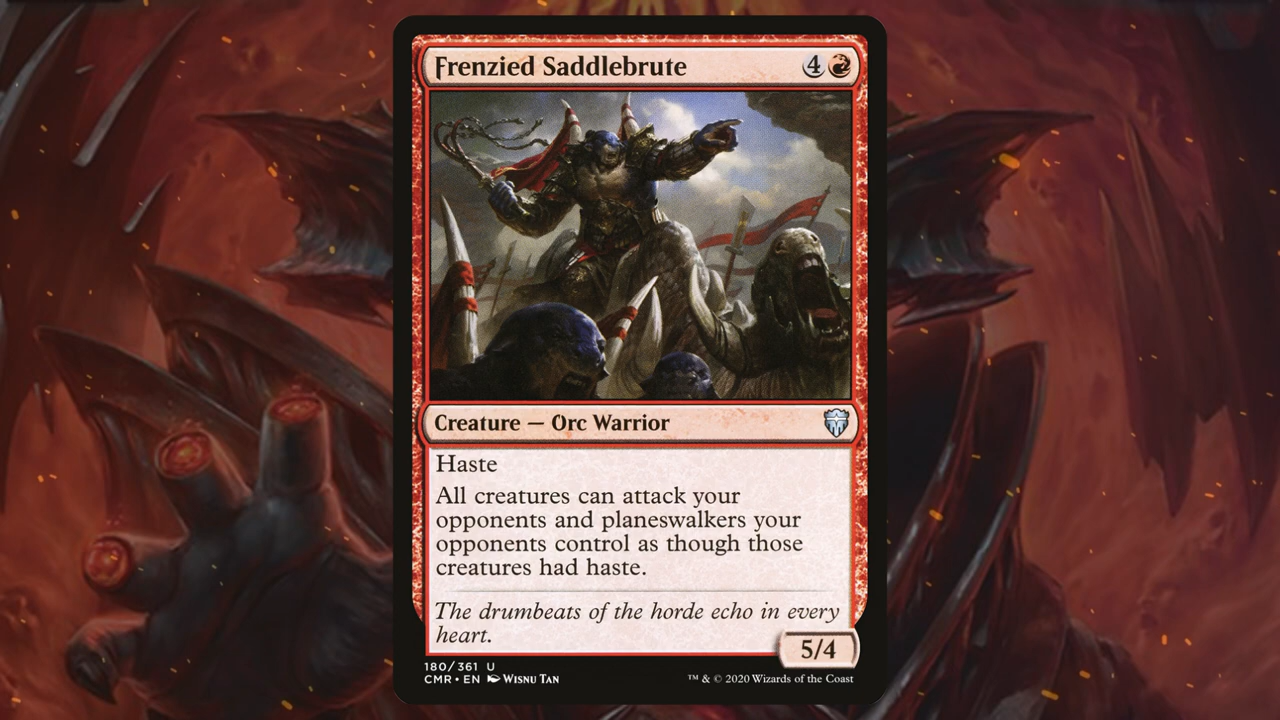 Frenzied Saddlebrute 4
Creature — Orc Warrior
Haste
All creatures can attack your
opponents and planeswalkers your
opponents control as though those
creatures had haste.
The drumbeats of the horde echo in every
heart.
5/4
180/361 U
CMR • EN Wisnu Tan
™ & © 2020 Wizards of the Coast